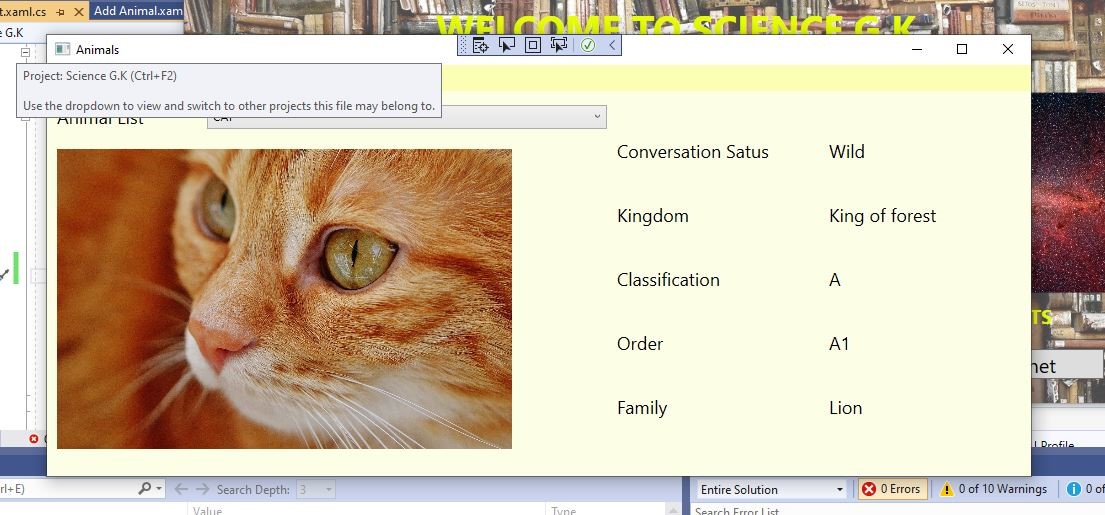 t.xaml.cs
Add Animal.xam
WELCOME TO SCIENCE G.K
e G.K
Animals
Project: Science G.K (Ctrl+F2)
Use the dropdown to view and switch to other projects this file may belong to.
Animal List CAT
Conversation Satus Wild
Kingdom King of forest
Classification A
Order A1
Family Lion
TS
net
l Profile
rl+E) Search Depth: 3
Entire Solution 0 Errors 0 of 10 Warnings 0 of
Value Type
Search Error List